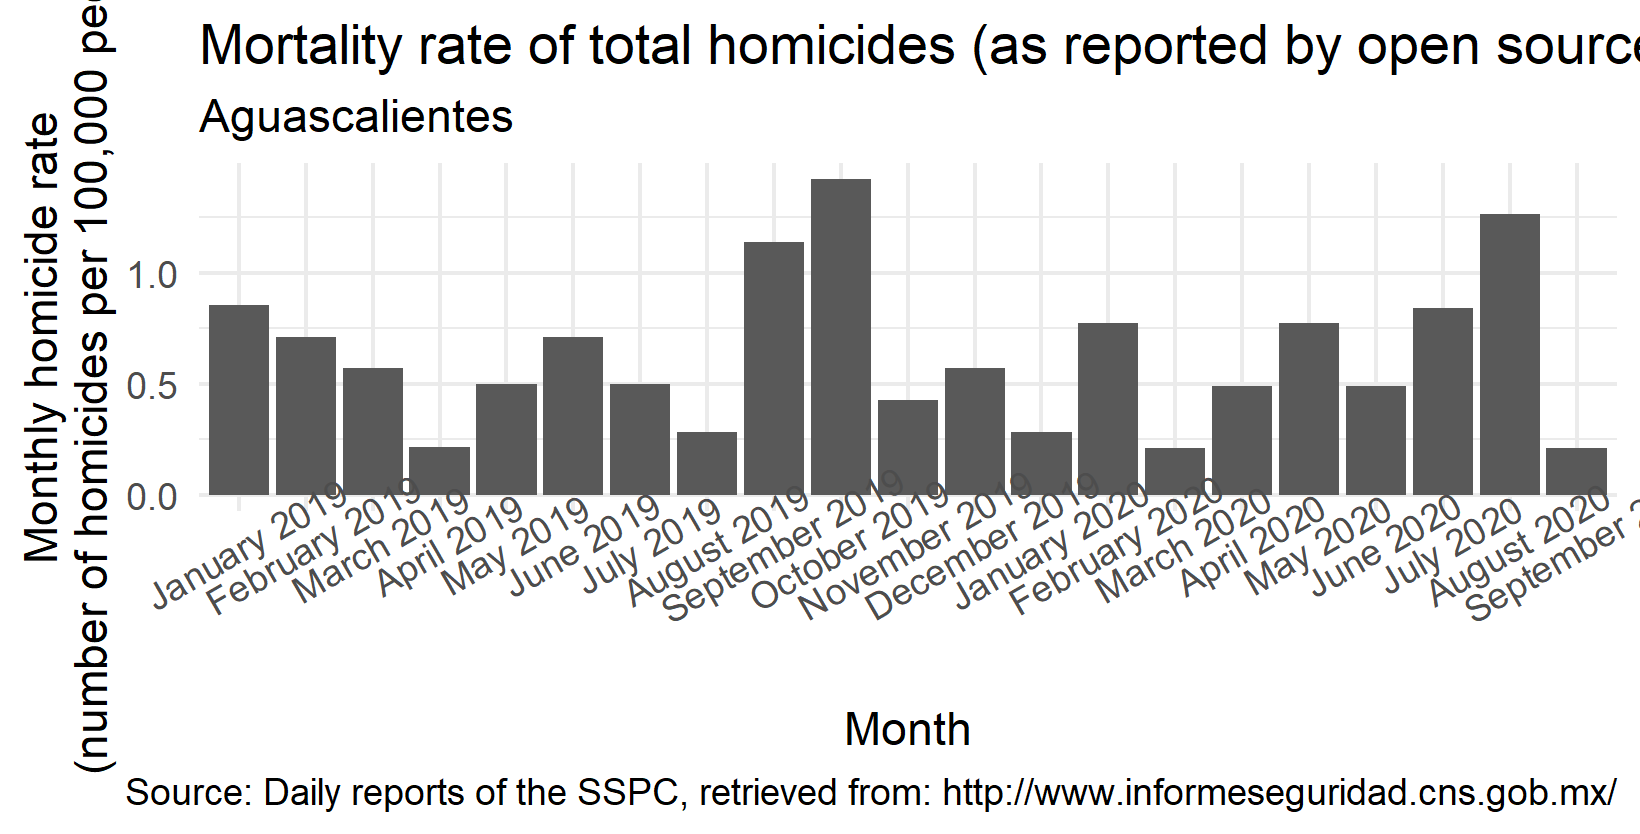 Mortality rate of total homicides (as reported by open source
Aguascalientes
Monthly homicide rate
(number of homicides per 100,000
1.0
0.5
0.0
January 2019
February 2019
March 2019
April 2019
May 2019
June 2019
July 2019
August 2019
September 2019
October 2019
November 2019
December 2019
January 2020
February 2020
March 2020
April 2020
May 2020
June 2020
July 2020
August 2020
September
Month
Source: Daily reports of the SSPC, retrieved from: http://www.informeseguridad.cns.gob.mx/